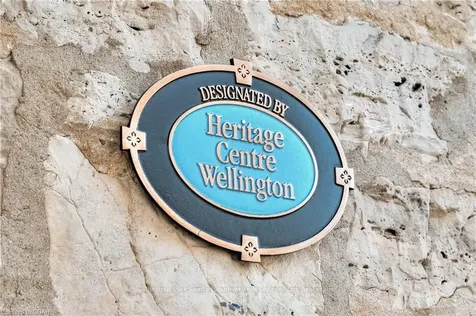 DESIGNATED BY
Heritage
Centre
Wellington